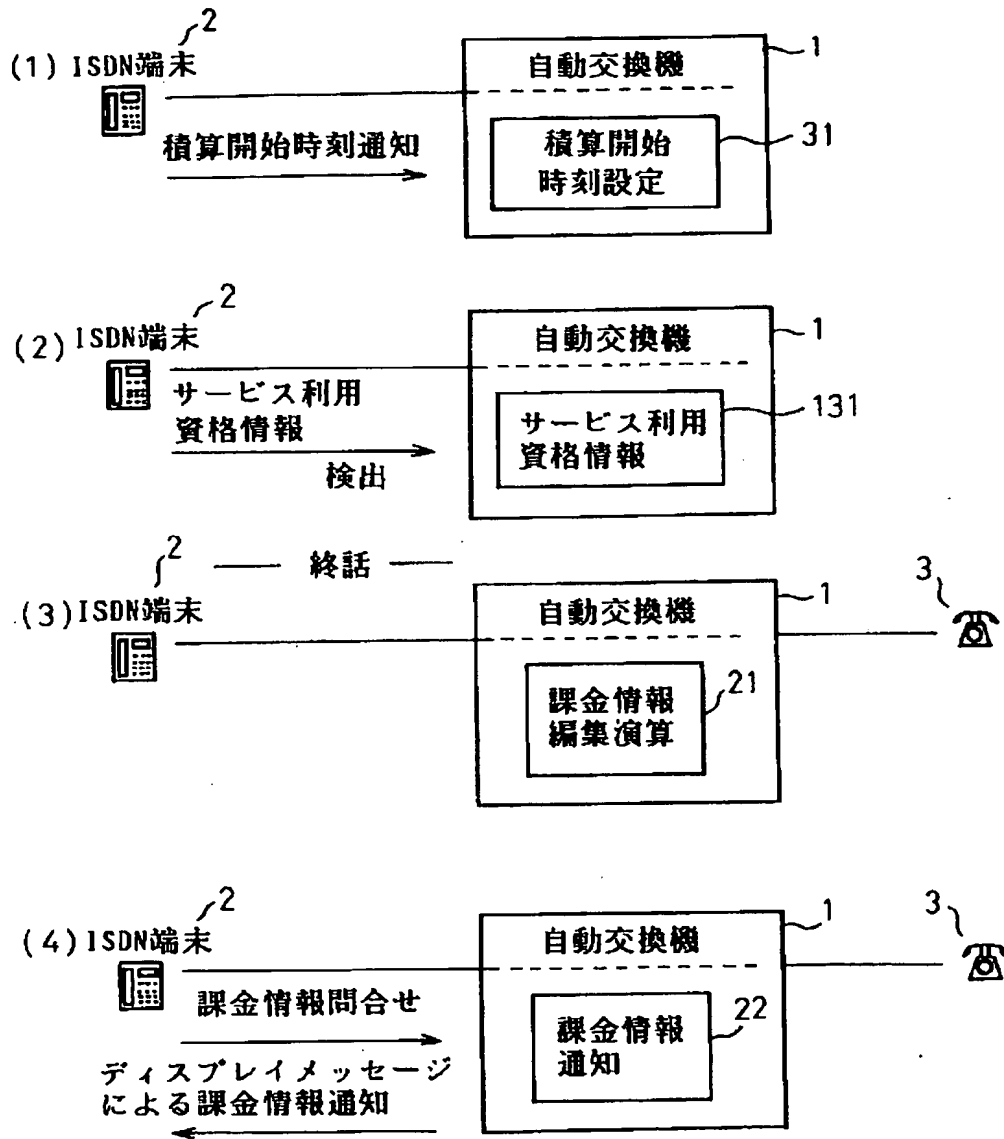 2
(1) ISDN端末
自動交換機
1
積算開始時刻通知
積算開始
時刻設定
31
2
(2) ISDN端末
自動交換機
1
サービス利用
資格情報
検出
サービス利用
資格情報
131
2
終話
(3) ISDN端末
自動交換機
1
3
課金情報
編集演算
21
2
(4) ISDN端末
自動交換機
1
3
課金情報問合せ
課金情報
通知
22
ディスプレイメッセージ
による課金情報通知